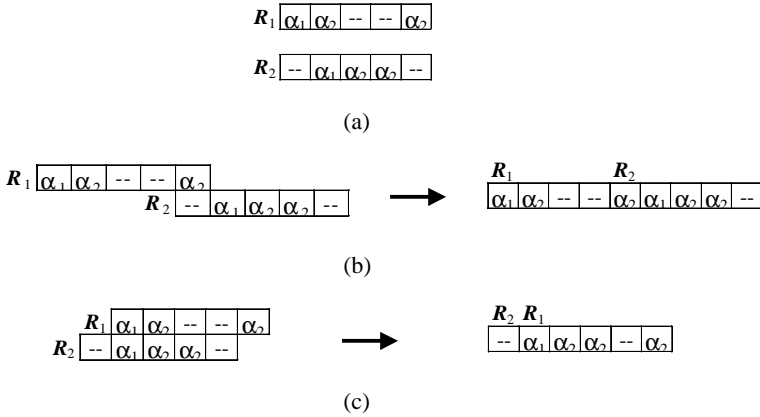 R₁ α₁ α₂ -- -- α₂
R₂ -- α₁ α₂ α₂ --
(a)
R₁ α₁ α₂ -- -- α₂
R₂ -- α₁ α₂ α₂ --
R₁ R₂
α₁ α₂ -- -- α₂ α₁ α₂ α₂ --
(b)
R₁ α₁ α₂ -- -- α₂
R₂ -- α₁ α₂ α₂ --
R₂ R₁
-- α₁ α₂ α₂ -- α₂
(c)